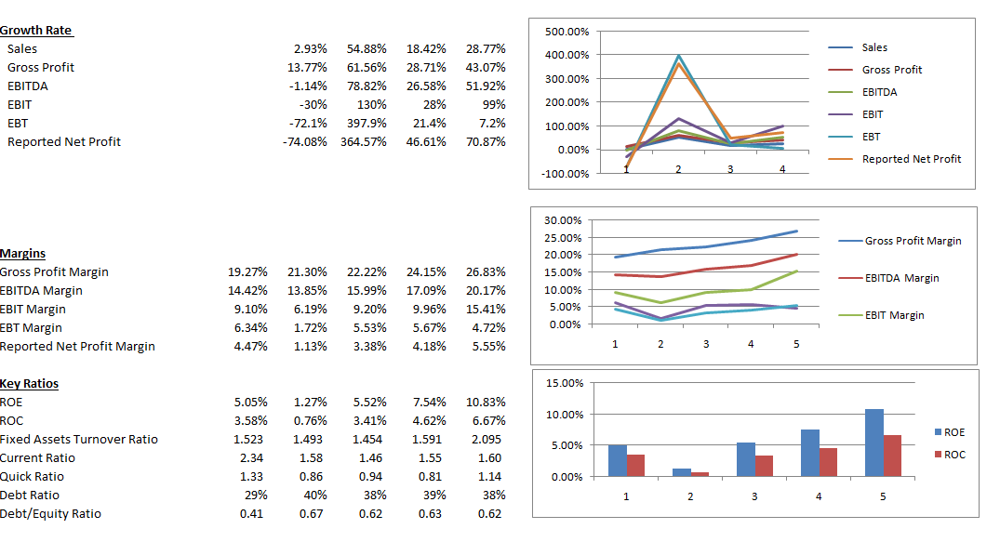 Growth Rate
Sales 2.93% 54.88% 18.42% 28.77%
Gross Profit 13.77% 61.56% 28.71% 43.07%
EBITDA -1.14% 78.82% 26.58% 51.92%
EBIT -30% 130% 28% 99%
EBT -72.1% 397.9% 21.4% 7.2%
Reported Net Profit -74.08% 364.57% 46.61% 70.87%
500.00%
400.00%
300.00%
200.00%
100.00%
0.00%
-100.00%
1 2 3 4
Sales
Gross Profit
EBITDA
EBIT
EBT
Reported Net Profit
Margins
Gross Profit Margin 19.27% 21.30% 22.22% 24.15% 26.83%
EBITDA Margin 14.42% 13.85% 15.99% 17.09% 20.17%
EBIT Margin 9.10% 6.19% 9.20% 9.96% 15.41%
EBT Margin 6.34% 1.72% 5.53% 5.67% 4.72%
Reported Net Profit Margin 4.47% 1.13% 3.38% 4.18% 5.55%
30.00%
25.00%
20.00%
15.00%
10.00%
5.00%
0.00%
1 2 3 4 5
Gross Profit Margin
EBITDA Margin
EBIT Margin
Key Ratios
ROE 5.05% 1.27% 5.52% 7.54% 10.83%
ROC 3.58% 0.76% 3.41% 4.62% 6.67%
Fixed Assets Turnover Ratio 1.523 1.493 1.454 1.591 2.095
Current Ratio 2.34 1.58 1.46 1.55 1.60
Quick Ratio 1.33 0.86 0.94 0.81 1.14
Debt Ratio 29% 40% 38% 39% 38%
Debt/Equity Ratio 0.41 0.67 0.62 0.63 0.62
15.00%
10.00%
5.00%
0.00%
1 2 3 4 5
ROE
ROC